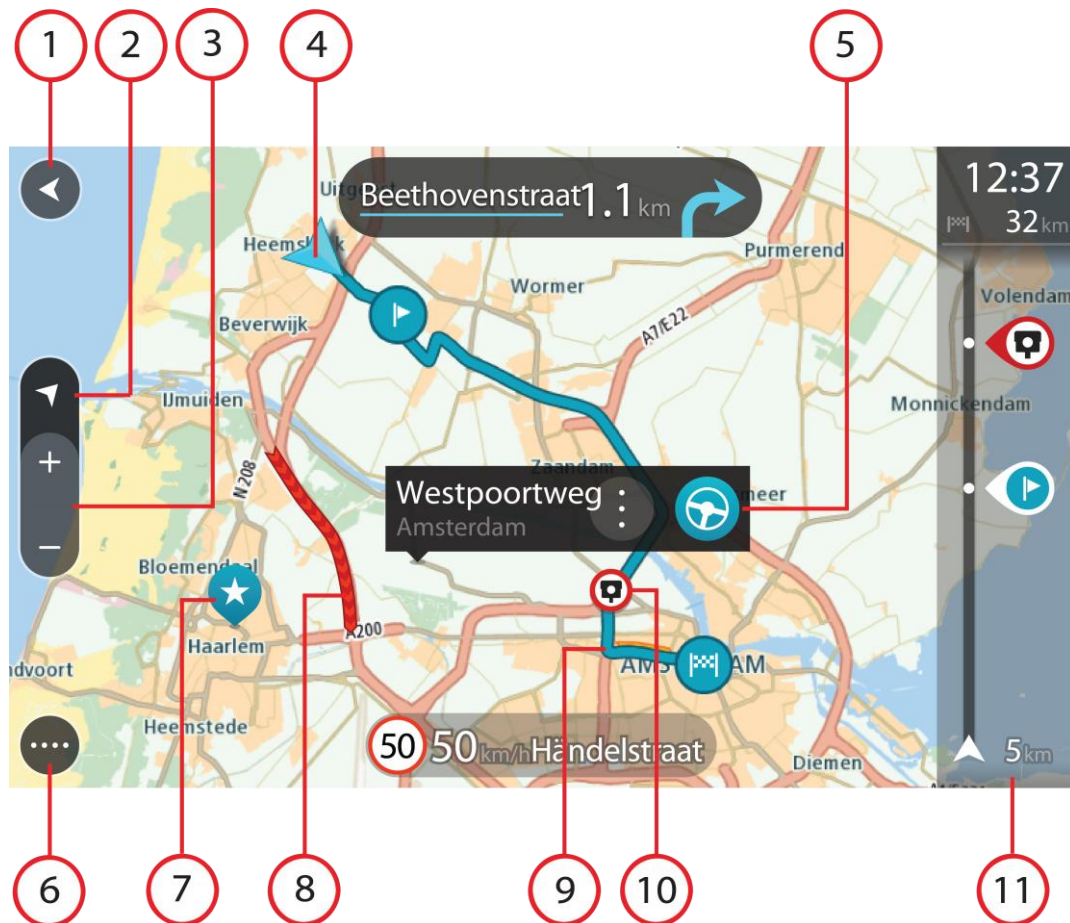 1 2 3 4 5
Beethovenstraat 1.1 km
12:37
32 km
Heemsk
Purmerend
Wormer
Volendam
Beverwijk
A7/E22
IJmuiden
Monnickendam
N 208
Zaandam
Westpoortweg
Amsterdam
meer
Bloemendaal
A200
Haarlem
AMS AM
ndvoort
Heemstede
50 50 km/h Händelstraat
Diemen
5 km
6 7 8 9 10 11